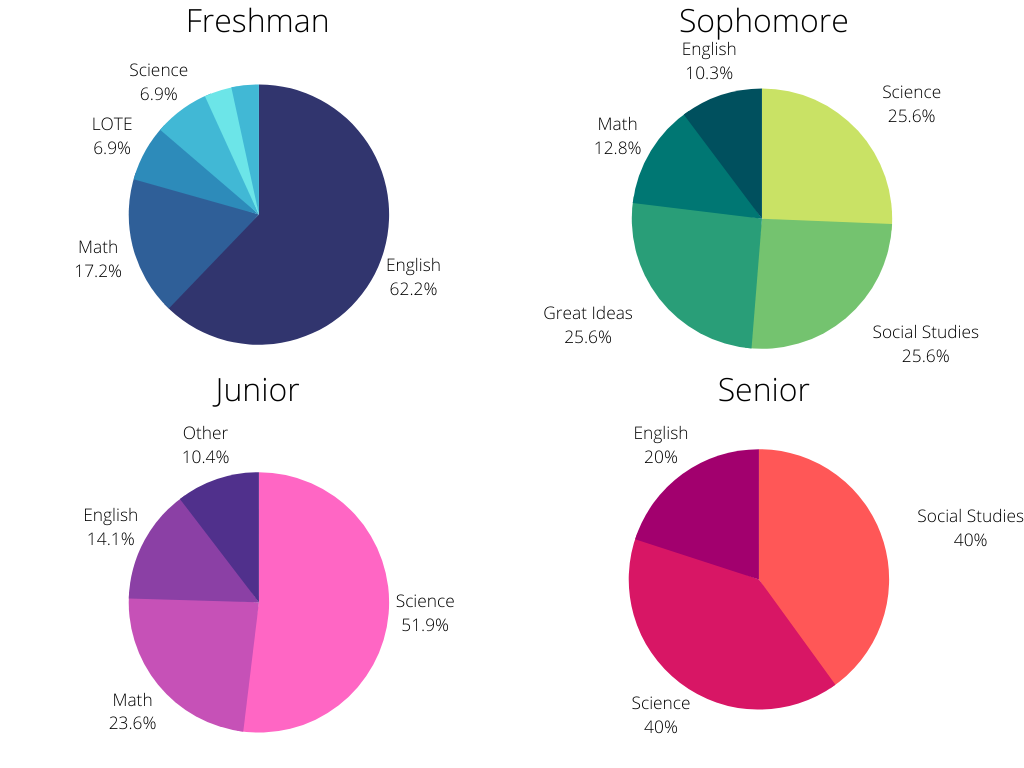 Freshman
Science
6.9%
LOTE
6.9%
Math
17.2%
English
62.2%
Sophomore
English
10.3%
Science
25.6%
Math
12.8%
Great Ideas
25.6%
Social Studies
25.6%
Junior
Other
10.4%
English
14.1%
Science
51.9%
Math
23.6%
Senior
English
20%
Social Studies
40%
Science
40%